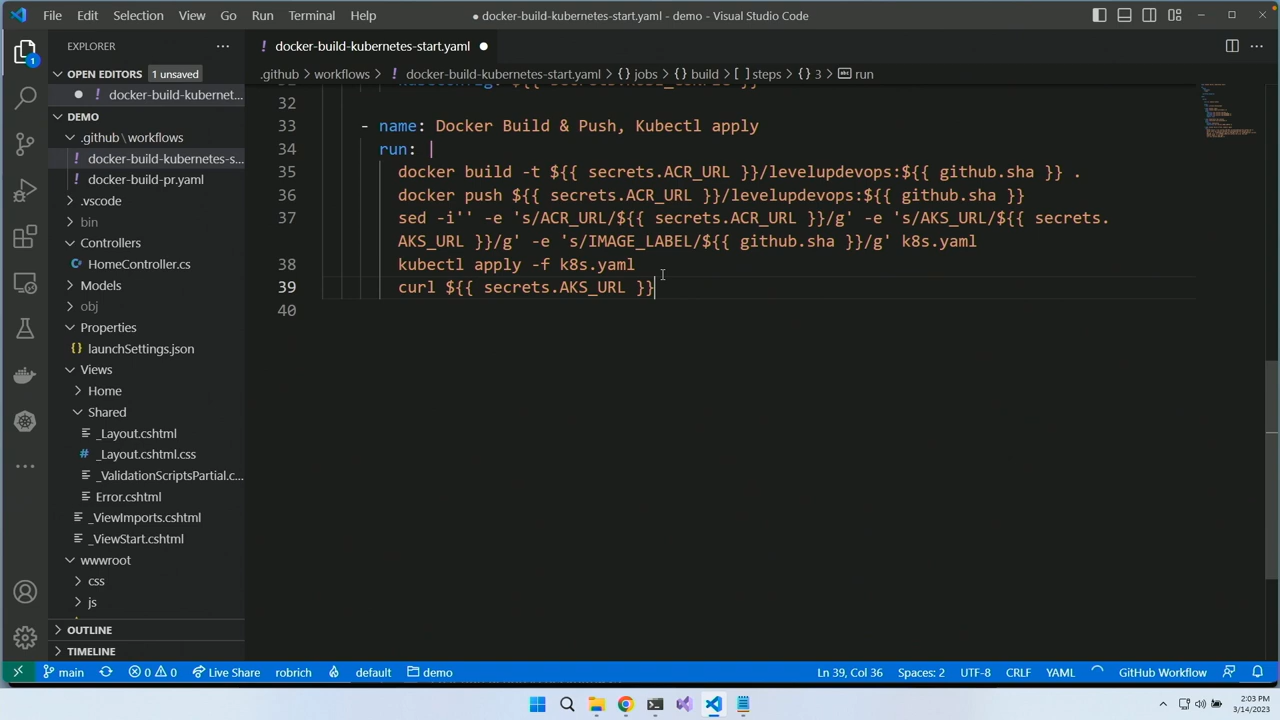 File Edit Selection View Go Run Terminal Help
● docker-build-kubernetes-start.yaml - demo - Visual Studio Code
EXPLORER
OPEN EDITORS 1 unsaved
docker-build-kubernet...
DEMO
.github \ workflows
docker-build-kubernetes-s...
docker-build-pr.yaml
.vscode
bin
Controllers
HomeController.cs
Models
obj
Properties
launchSettings.json
Views
Home
Shared
_Layout.cshtml
_Layout.cshtml.css
_ValidationScriptsPartial.c...
Error.cshtml
_ViewImports.cshtml
_ViewStart.cshtml
wwwroot
css
js
OUTLINE
TIMELINE
docker-build-kubernetes-start.yaml
.github > workflows > docker-build-kubernetes-start.yaml > {} jobs > {} build > [ ] steps > {} 3 > abc run
32
33 - name: Docker Build & Push, Kubectl apply
34 run: |
35 docker build -t ${{ secrets.ACR_URL }}/levelupdevops:${{ github.sha }} .
36 docker push ${{ secrets.ACR_URL }}/levelupdevops:${{ github.sha }}
37 sed -i'' -e 's/ACR_URL/${{ secrets.ACR_URL }}/g' -e 's/AKS_URL/${{ secrets.
AKS_URL }}/g' -e 's/IMAGE_LABEL/${{ github.sha }}/g' k8s.yaml
38 kubectl apply -f k8s.yaml
39 curl ${{ secrets.AKS_URL }}
40
main 0 0 Live Share robrich default demo Ln 39, Col 36 Spaces: 2 UTF-8 CRLF YAML GitHub Workflow
2:03 PM
3/14/2023